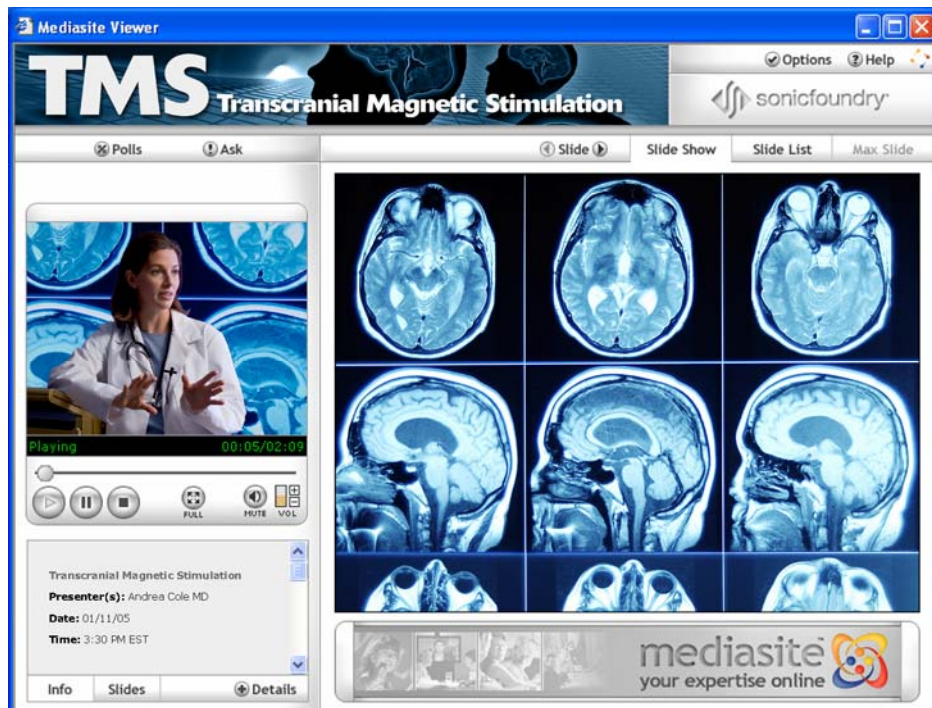 Mediasite Viewer
TMS Transcranial Magnetic Stimulation
Options Help
sonicfoundry
Polls Ask
Slide Slide Show Slide List Max Slide
Playing 00:05/02:09
FULL MUTE VOL
Transcranial Magnetic Stimulation
Presenter(s): Andrea Cole MD
Date: 01/11/05
Time: 3:30 PM EST
Info Slides Details
mediasite™
your expertise online